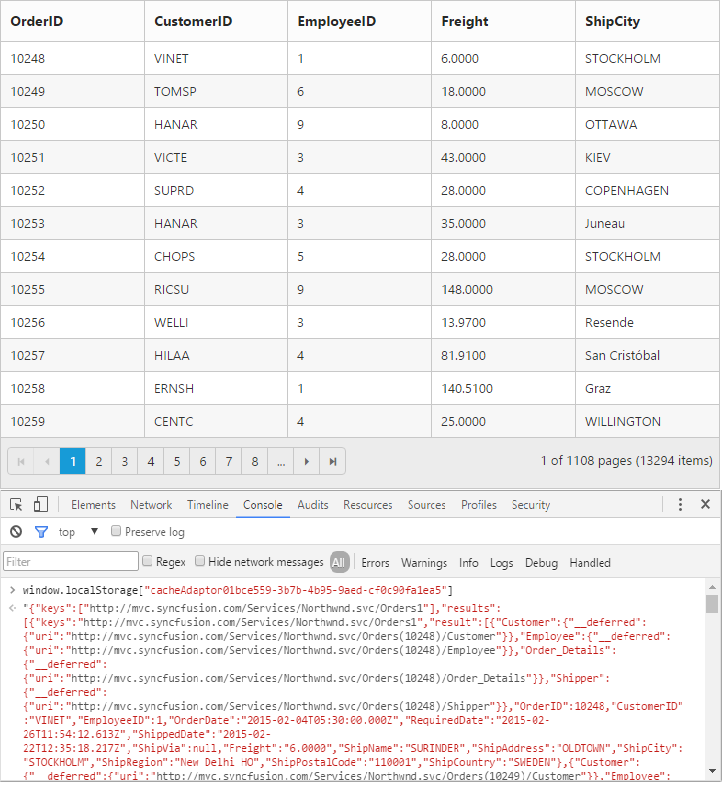 OrderID CustomerID EmployeeID Freight ShipCity
10248 VINET 1 6.0000 STOCKHOLM
10249 TOMSP 6 18.0000 MOSCOW
10250 HANAR 9 8.0000 OTTAWA
10251 VICTE 3 43.0000 KIEV
10252 SUPRD 4 28.0000 COPENHAGEN
10253 HANAR 3 35.0000 Juneau
10254 CHOPS 5 28.0000 STOCKHOLM
10255 RICSU 9 148.0000 MOSCOW
10256 WELLI 3 13.9700 Resende
10257 HILAA 4 81.9100 San Cristóbal
10258 ERNSH 1 140.5100 Graz
10259 CENTC 4 25.0000 WILLINGTON
1 2 3 4 5 6 7 8 ... 1 of 1108 pages (13294 items)
Elements Network Timeline Console Audits Resources Sources Profiles Security
top Preserve log
Filter Regex Hide network messages All Errors Warnings Info Logs Debug Handled
> window.localStorage["cacheAdaptor01bce559-3b7b-4b95-9aed-cf0c90fa1ea5"]
"{"keys":["http://mvc.syncfusion.com/Services/Northwnd.svc/Orders1"],"results":
[{"keys":"http://mvc.syncfusion.com/Services/Northwnd.svc/Orders1","result":[{"Customer":{"__deferred":
{"uri":"http://mvc.syncfusion.com/Services/Northwnd.svc/Orders(10248)/Customer"}},"Employee":{"__deferred":
{"uri":"http://mvc.syncfusion.com/Services/Northwnd.svc/Orders(10248)/Employee"}},"Order_Details":
{"__deferred":
{"uri":"http://mvc.syncfusion.com/Services/Northwnd.svc/Orders(10248)/Order_Details"}},"Shipper":
{"__deferred":
{"uri":"http://mvc.syncfusion.com/Services/Northwnd.svc/Orders(10248)/Shipper"}},"OrderID":10248,"CustomerID"
:"VINET","EmployeeID":1,"OrderDate":"2015-02-04T05:30:00.000Z","RequiredDate":"2015-02-
26T11:54:12.613Z","ShippedDate":"2015-02-
22T12:35:18.217Z","ShipVia":null,"Freight":"6.0000","ShipName":"SURINDER","ShipAddress":"OLDTOWN","ShipCity":
"STOCKHOLM","ShipRegion":"New Delhi HO","ShipPostalCode":"110001","ShipCountry":"SWEDEN"},{"Customer":
{"__deferred":{"uri":"http://mvc.syncfusion.com/Services/Northwnd.svc/Orders(10249)/Customer"}},"Employee":